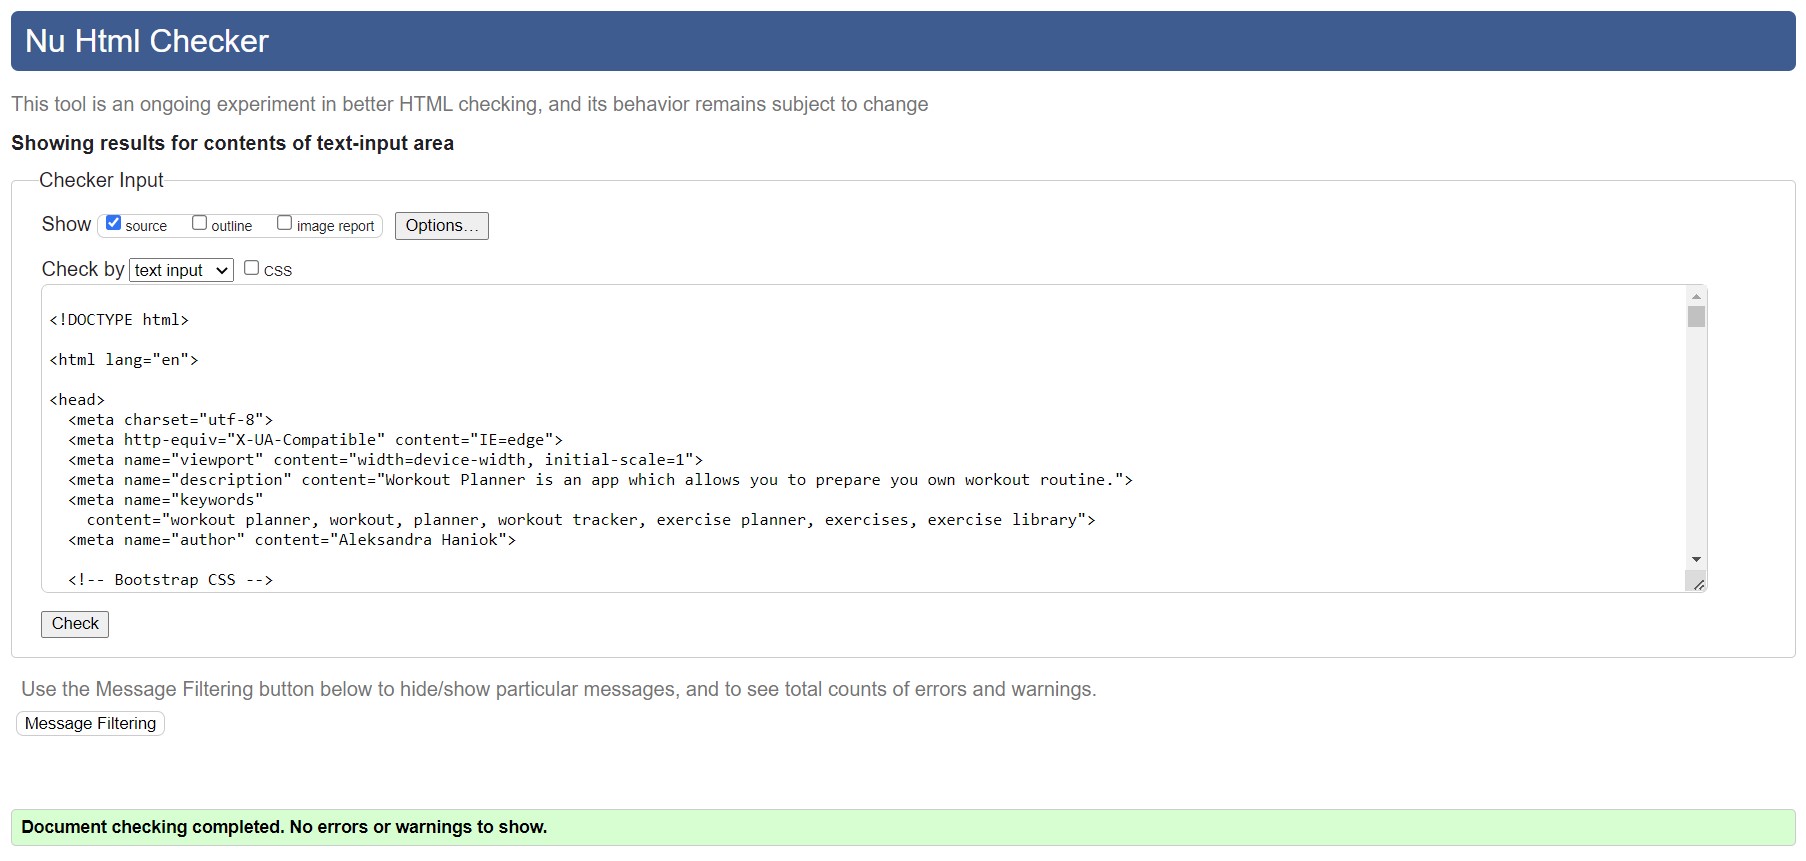 Nu Html Checker
This tool is an ongoing experiment in better HTML checking, and its behavior remains subject to change
Showing results for contents of text-input area
Checker Input
Show source outline image report Options...
Check by text input CSS
<!DOCTYPE html>
<html lang="en">
<head>
<meta charset="utf-8">
<meta http-equiv="X-UA-Compatible" content="IE=edge">
<meta name="viewport" content="width=device-width, initial-scale=1">
<meta name="description" content="Workout Planner is an app which allows you to prepare you own workout routine.">
<meta name="keywords"
content="workout planner, workout, planner, workout tracker, exercise planner, exercises, exercise library">
<meta name="author" content="Aleksandra Haniok">
<!-- Bootstrap CSS -->
Check
Use the Message Filtering button below to hide/show particular messages, and to see total counts of errors and warnings.
Message Filtering
Document checking completed. No errors or warnings to show.